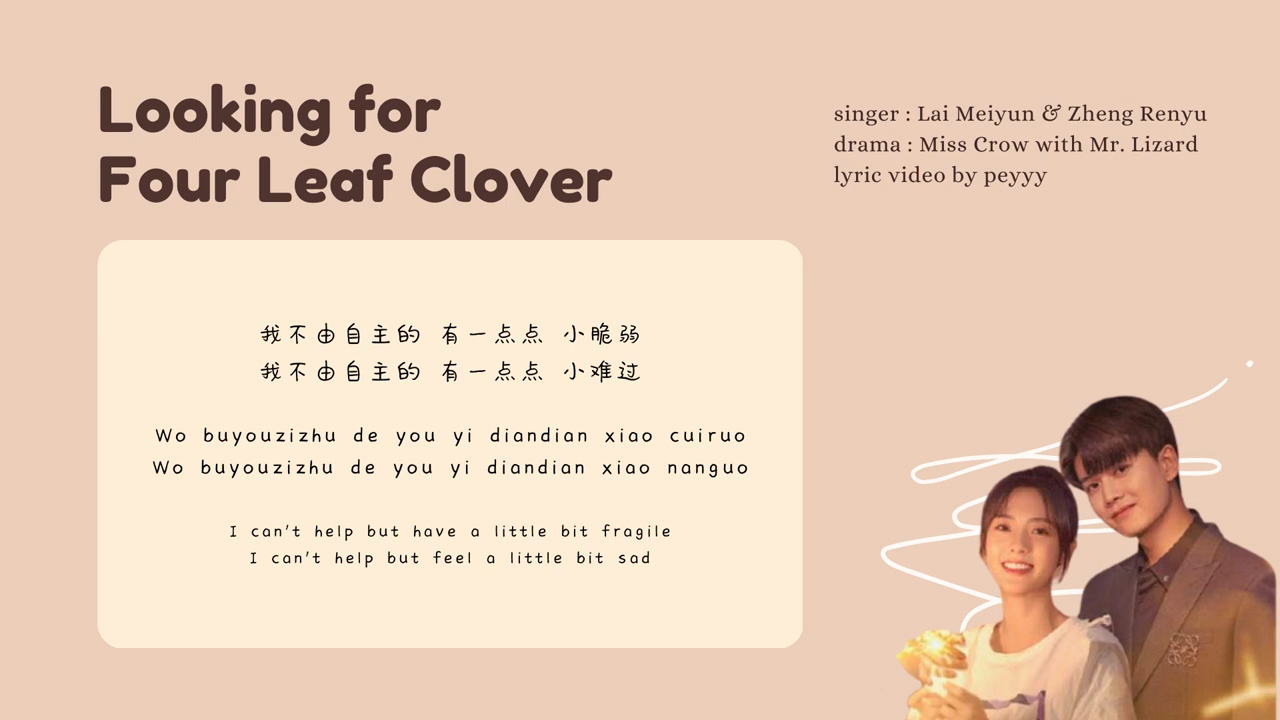 Looking for
Four Leaf Clover
singer : Lai Meiyun & Zheng Renyu
drama : Miss Crow with Mr. Lizard
lyric video by peyyy
我不由自主的 有一点点 小脆弱
我不由自主的 有一点点 小难过
Wo buyouzizhu de you yi diandian xiao cuiruo
Wo buyouzizhu de you yi diandian xiao nanguo
I can't help but have a little bit fragile
I can't help but feel a little bit sad